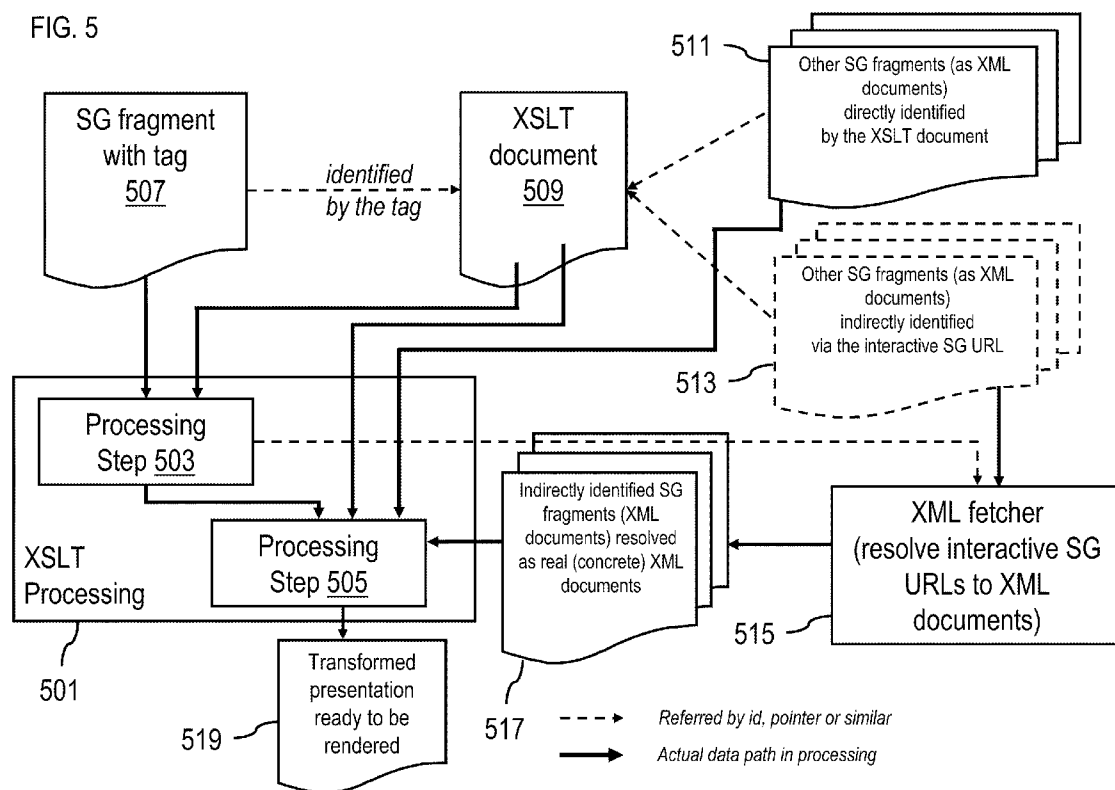 FIG. 5
SG fragment
with tag
507
identified
by the tag
XSLT
document
509
511
Other SG fragments (as XML
documents)
directly identified
by the XSLT document
Other SG fragments (as XML
documents)
indirectly identified
via the interactive SG URL
513
Processing
Step 503
Processing
Step 505
XSLT
Processing
501
Indirectly identified SG
fragments (XML
documents) resolved
as real (concrete) XML
documents
517
XML fetcher
(resolve interactive SG
URLs to XML
documents)
515
Transformed
presentation
ready to be
rendered
519
Referred by id, pointer or similar
Actual data path in processing